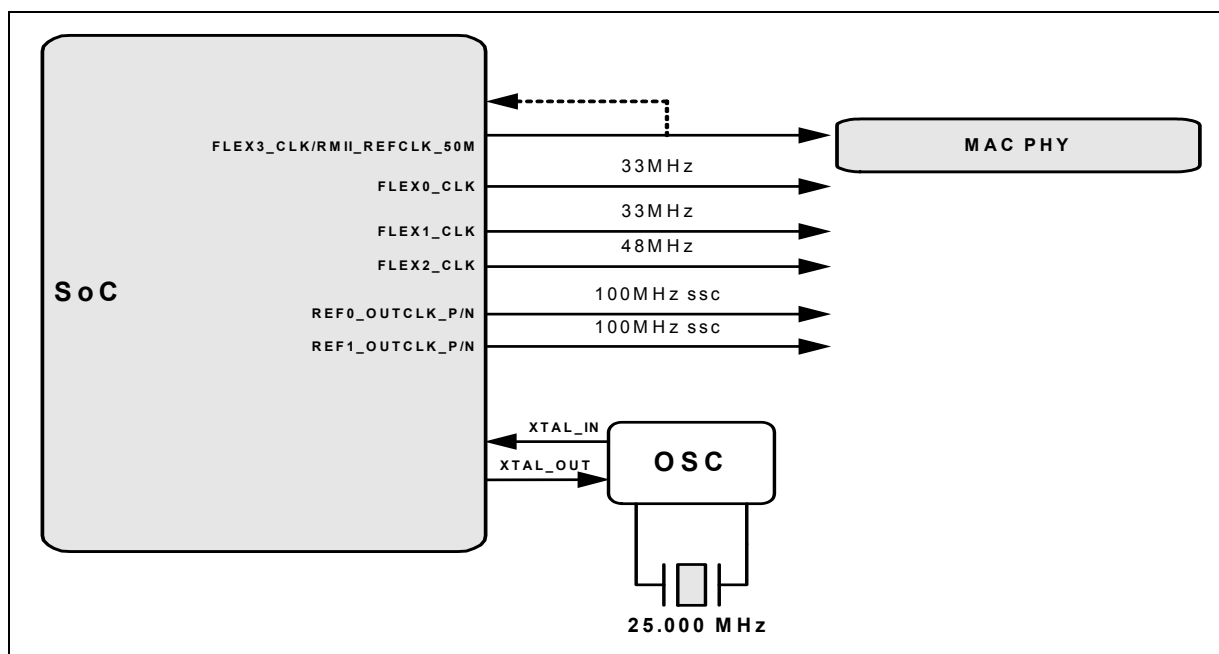 FLEX3_CLK/RMII_REFCLK_50M
MAC PHY
33MHz
FLEX0_CLK
33MHz
FLEX1_CLK
48MHz
FLEX2_CLK
SoC
100MHz ssc
REF0_OUTCLK_P/N
100MHz ssc
REF1_OUTCLK_P/N
XTAL_IN
OSC
XTAL_OUT
25.000 MHz